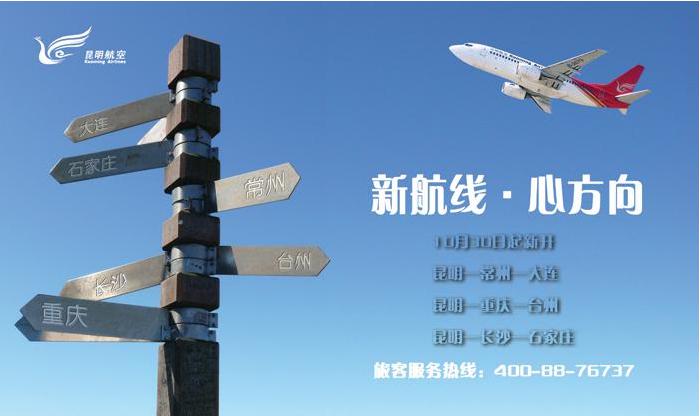 昆明航空
Kunming Airlines
大连
石家庄
常州
台州
长沙
重庆
新航线·心方向
10月30日起新开
昆明—常州—大连
昆明—重庆—台州
昆明—长沙—石家庄
旅客服务热线：400-88-76737